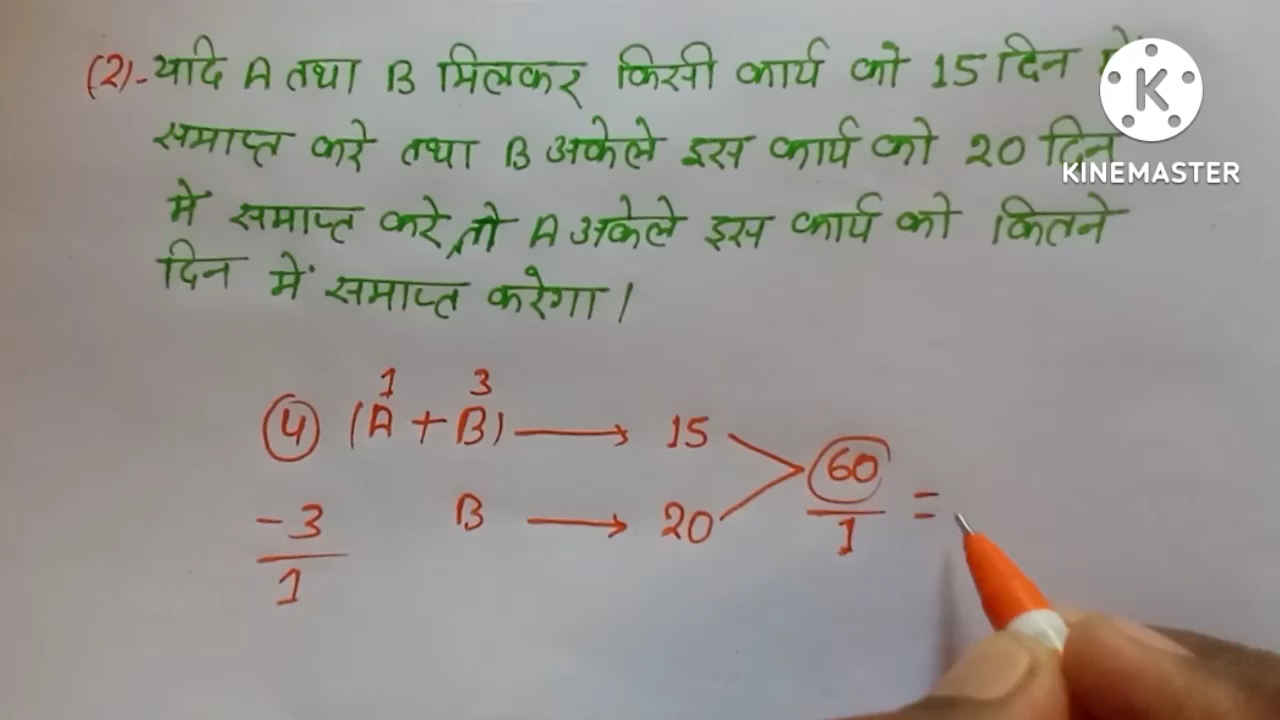 (2)- यदि A तथा B मिलकर किसी कार्य को 15 दिन में
समाप्त करे तथा B अकेले इस कार्य को 20 दिन
में समाप्त करे, तो A अकेले इस कार्य को कितने
दिन में समाप्त करेगा।
1 3
4 (A + B) → 15
60
-3 B → 20
1 1 =
K
KINEMASTER